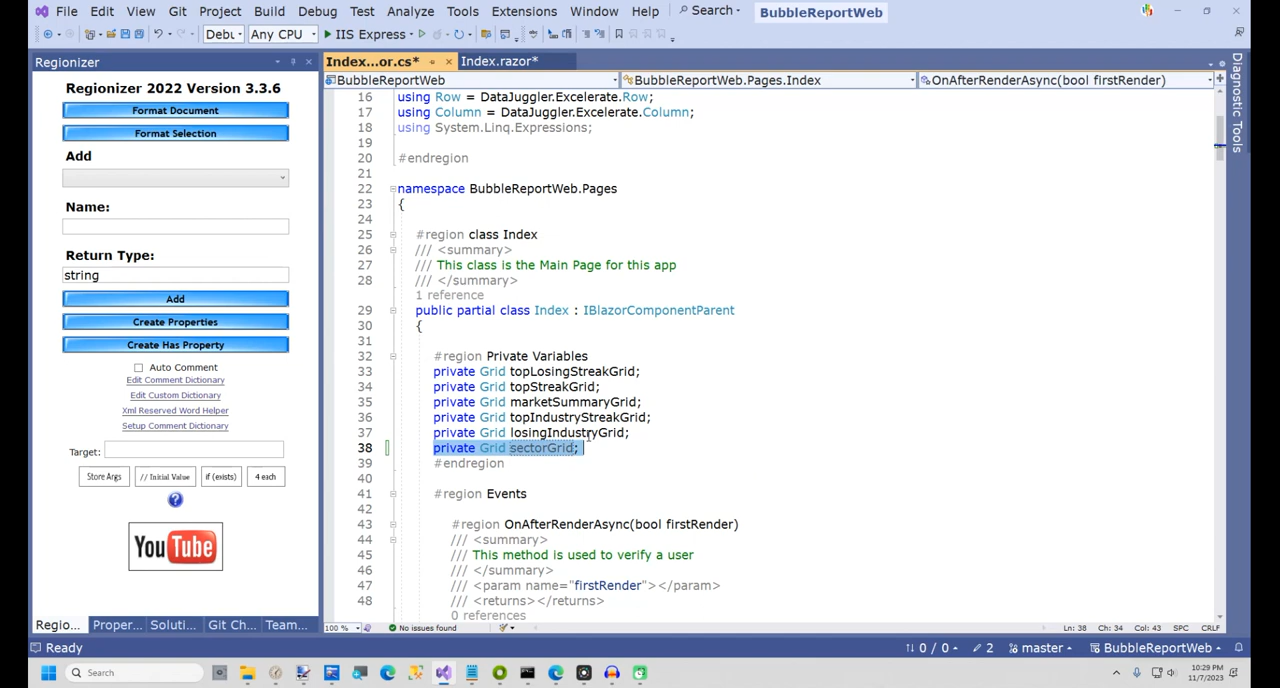 File Edit View Git Project Build Debug Test Analyze Tools Extensions Window Help Search BubbleReportWeb
Debu Any CPU IIS Express
Regionizer
Regionizer 2022 Version 3.3.6
Format Document
Format Selection
Add
Name:
Return Type:
string
Add
Create Properties
Create Has Property
Auto Comment
Edit Comment Dictionary
Edit Custom Dictionary
Xml Reserved Word Helper
Setup Comment Dictionary
Target:
Store Args // Initial Value if (exists) 4 each
?
YouTube
Regio... Proper... Soluti... Git Ch... Team...
Index...or.cs* Index.razor*
BubbleReportWeb BubbleReportWeb.Pages.Index OnAfterRenderAsync(bool firstRender)
16 using Row = DataJuggler.Excelerate.Row;
17 using Column = DataJuggler.Excelerate.Column;
18 using System.Linq.Expressions;
19
20 #endregion
21
22 namespace BubbleReportWeb.Pages
23 {
24
25 #region class Index
26 /// <summary>
27 /// This class is the Main Page for this app
28 /// </summary>
1 reference
29 public partial class Index : IBlazorComponentParent
30 {
31
32 #region Private Variables
33 private Grid topLosingStreakGrid;
34 private Grid topStreakGrid;
35 private Grid marketSummaryGrid;
36 private Grid topIndustryStreakGrid;
37 private Grid losingIndustryGrid;
38 private Grid sectorGrid;
39 #endregion
40
41 #region Events
42
43 #region OnAfterRenderAsync(bool firstRender)
44 /// <summary>
45 /// This method is used to verify a user
46 /// </summary>
47 /// <param name="firstRender"></param>
48 /// <returns></returns>
0 references
100 % No issues found Ln: 38 Ch: 34 Col: 43 SPC CRLF
Diagnostic Tools
Ready 0 / 0 2 master BubbleReportWeb
Search 10:29 PM
11/7/2023